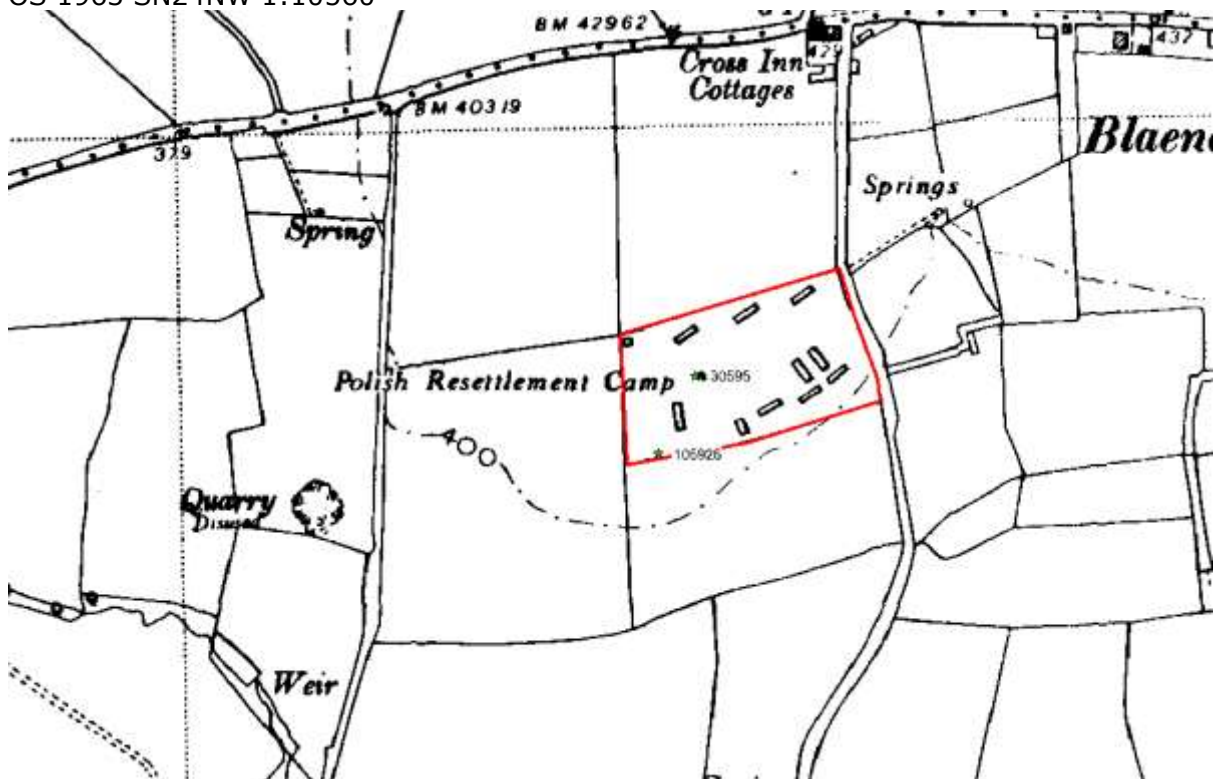 BM 42962
BM 40319
379
Cross Inn
Cottages
429
437
Blaen
Springs
Spring
Polish Resettlement Camp
30595
105926
400
Quarry
Disused
Weir